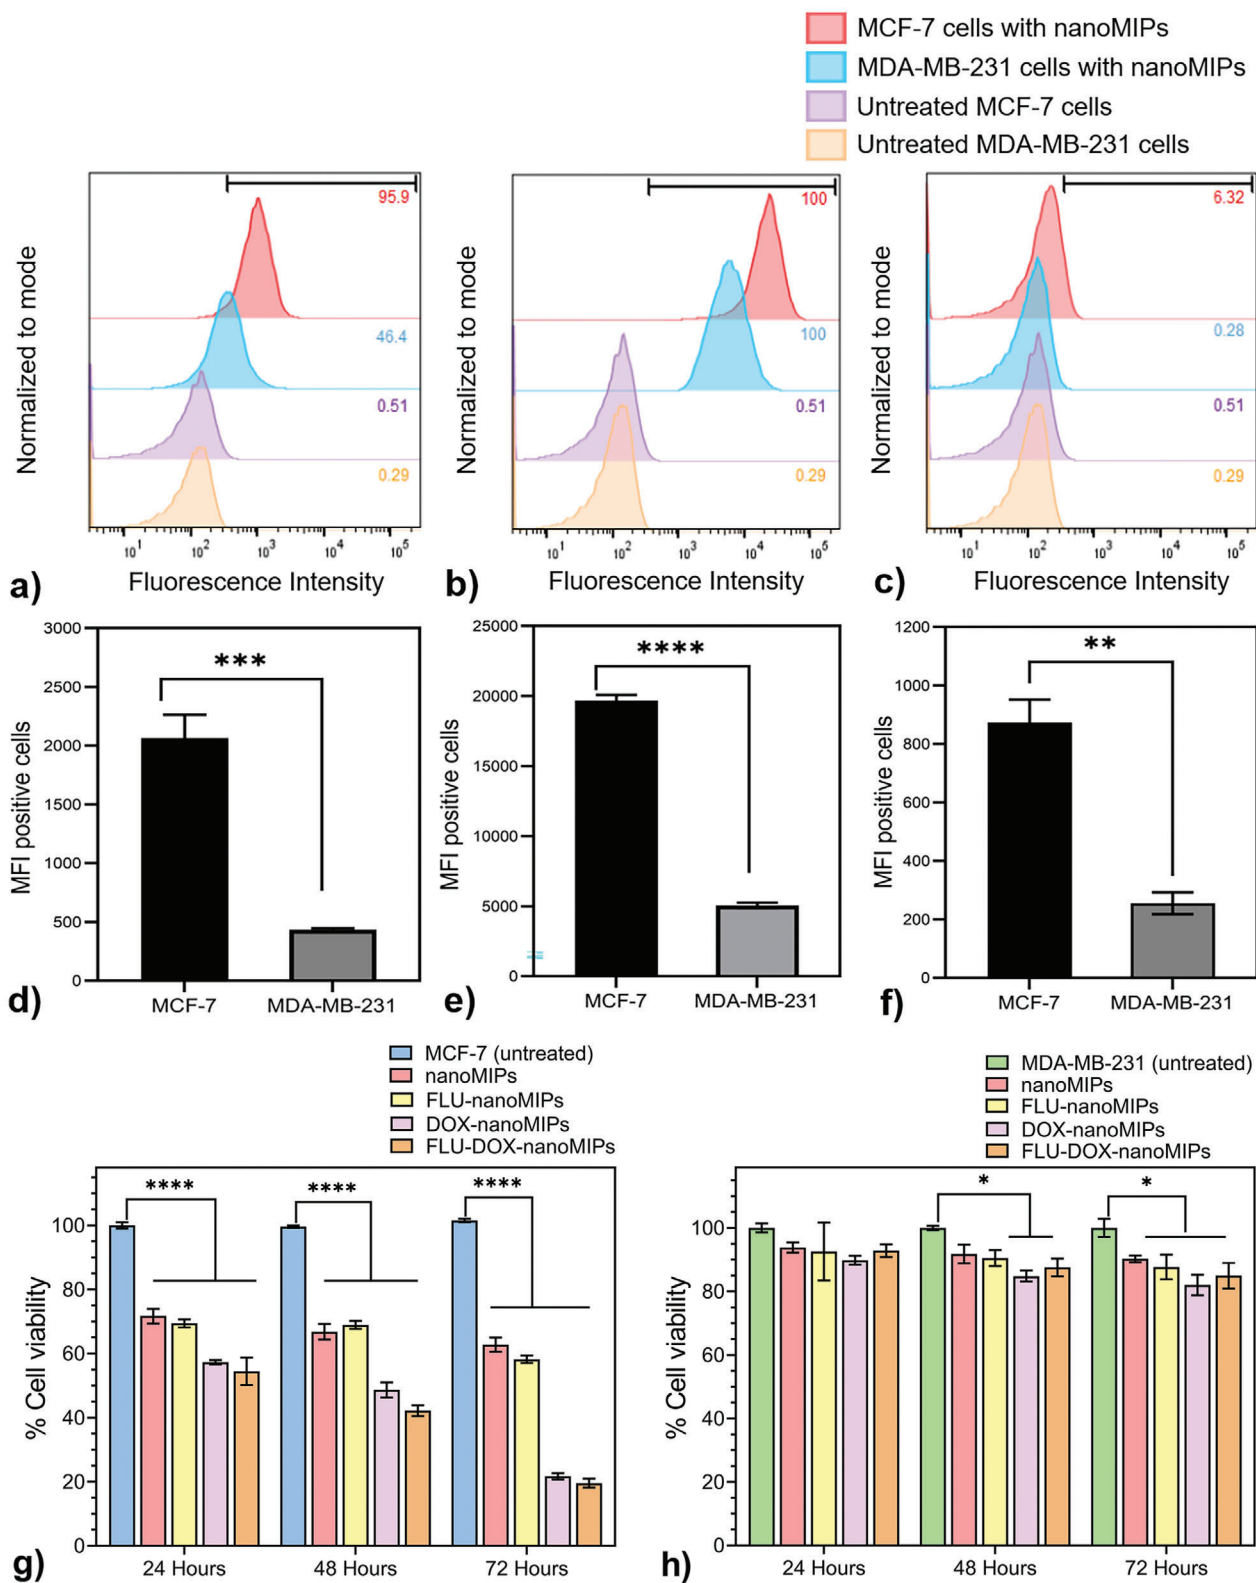 MCF-7 cells with nanoMIPs
MDA-MB-231 cells with nanoMIPs
Untreated MCF-7 cells
Untreated MDA-MB-231 cells
Normalized to mode
95.9
46.4
0.51
0.29
10¹ 10² 10³ 10⁴ 10⁵
Fluorescence Intensity
a)
Normalized to mode
100
100
0.51
0.29
10¹ 10² 10³ 10⁴ 10⁵
Fluorescence Intensity
b)
Normalized to mode
6.32
0.28
0.51
0.29
10¹ 10² 10³ 10⁴ 10⁵
Fluorescence Intensity
c)
MFI positive cells
3000
2500
2000
1500
1000
500
0
***
MCF-7 MDA-MB-231
d)
MFI positive cells
25000
20000
15000
10000
5000
0
****
MCF-7 MDA-MB-231
e)
MFI positive cells
1200
1000
800
600
400
200
0
**
MCF-7 MDA-MB-231
f)
MCF-7 (untreated)
nanoMIPs
FLU-nanoMIPs
DOX-nanoMIPs
FLU-DOX-nanoMIPs
% Cell viability
100
80
60
40
20
0
**** **** ****
24 Hours 48 Hours 72 Hours
g)
MDA-MB-231 (untreated)
nanoMIPs
FLU-nanoMIPs
DOX-nanoMIPs
FLU-DOX-nanoMIPs
% Cell viability
100
80
60
40
20
0
* *
24 Hours 48 Hours 72 Hours
h)